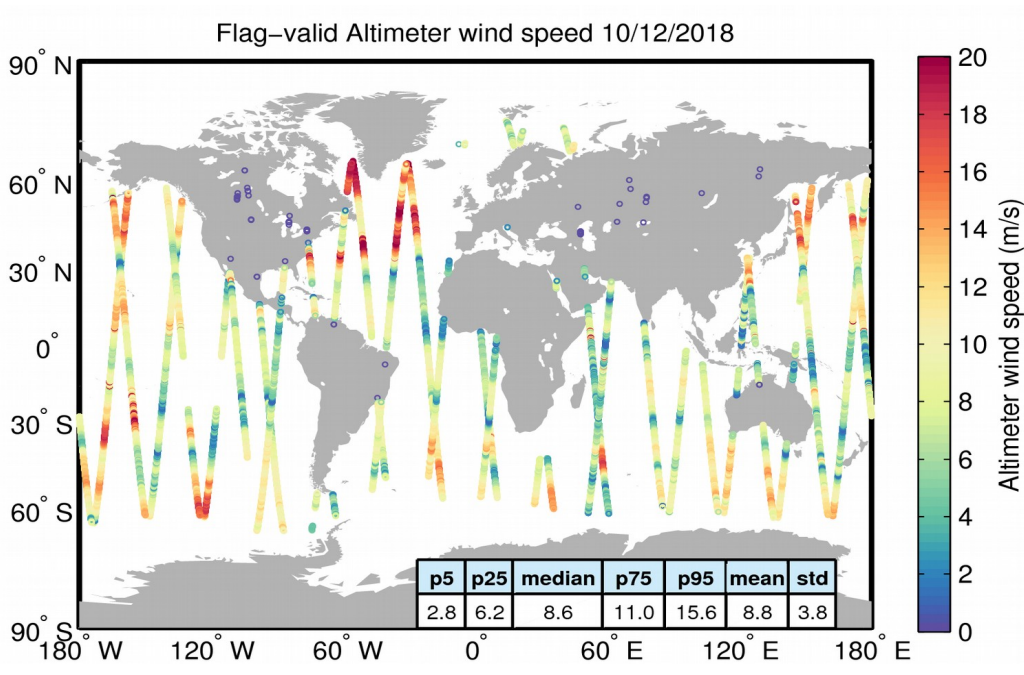 Flag−valid Altimeter wind speed 10/12/2018
90° N
60° N
30° N
0°
30° S
60° S
90° S
180° W 120° W 60° W 0° 60° E 120° E 180° E
p5 p25 median p75 p95 mean std
2.8 6.2 8.6 11.0 15.6 8.8 3.8
20
18
16
14
12
10
8
6
4
2
0
Altimeter wind speed (m/s)